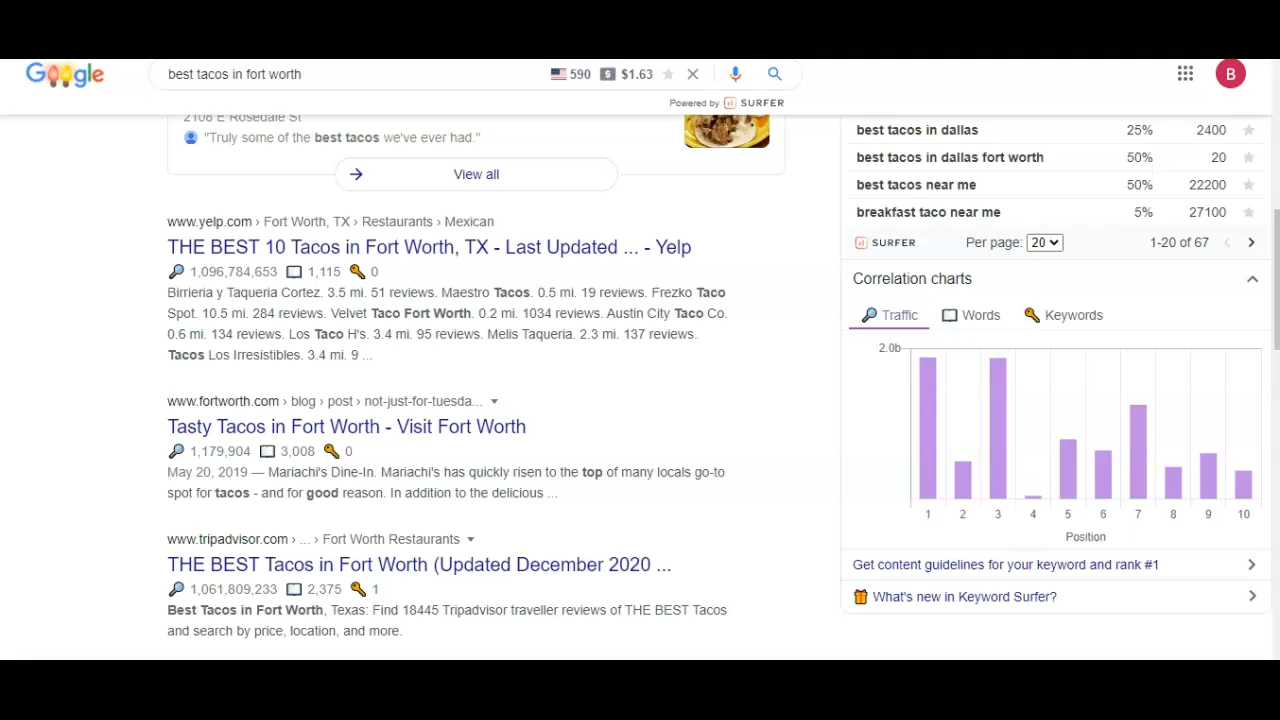 Google
best tacos in fort worth
590 $ $1.63
B
Powered by SURFER
2108 E Rosedale St
"Truly some of the best tacos we've ever had."
View all
www.yelp.com › Fort Worth, TX › Restaurants › Mexican
THE BEST 10 Tacos in Fort Worth, TX - Last Updated ... - Yelp
1,096,784,653 1,115 0
Birrieria y Taqueria Cortez. 3.5 mi. 51 reviews. Maestro Tacos. 0.5 mi. 19 reviews. Frezko Taco
Spot. 10.5 mi. 284 reviews. Velvet Taco Fort Worth. 0.2 mi. 1034 reviews. Austin City Taco Co.
0.6 mi. 134 reviews. Los Taco H's. 3.4 mi. 95 reviews. Melis Taqueria. 2.3 mi. 137 reviews.
Tacos Los Irresistibles. 3.4 mi. 9 ...
www.fortworth.com › blog › post › not-just-for-tuesda...
Tasty Tacos in Fort Worth - Visit Fort Worth
1,179,904 3,008 0
May 20, 2019 — Mariachi's Dine-In. Mariachi's has quickly risen to the top of many locals go-to
spot for tacos - and for good reason. In addition to the delicious ...
www.tripadvisor.com › ... › Fort Worth Restaurants
THE BEST Tacos in Fort Worth (Updated December 2020 ...
1,061,809,233 2,375 1
Best Tacos in Fort Worth, Texas: Find 18445 Tripadvisor traveller reviews of THE BEST Tacos
and search by price, location, and more.
best tacos in dallas 25% 2400
best tacos in dallas fort worth 50% 20
best tacos near me 50% 22200
breakfast taco near me 5% 27100
SURFER Per page: 20 1-20 of 67
Correlation charts
Traffic Words Keywords
2.0b
1 2 3 4 5 6 7 8 9 10
Position
Get content guidelines for your keyword and rank #1
What's new in Keyword Surfer?